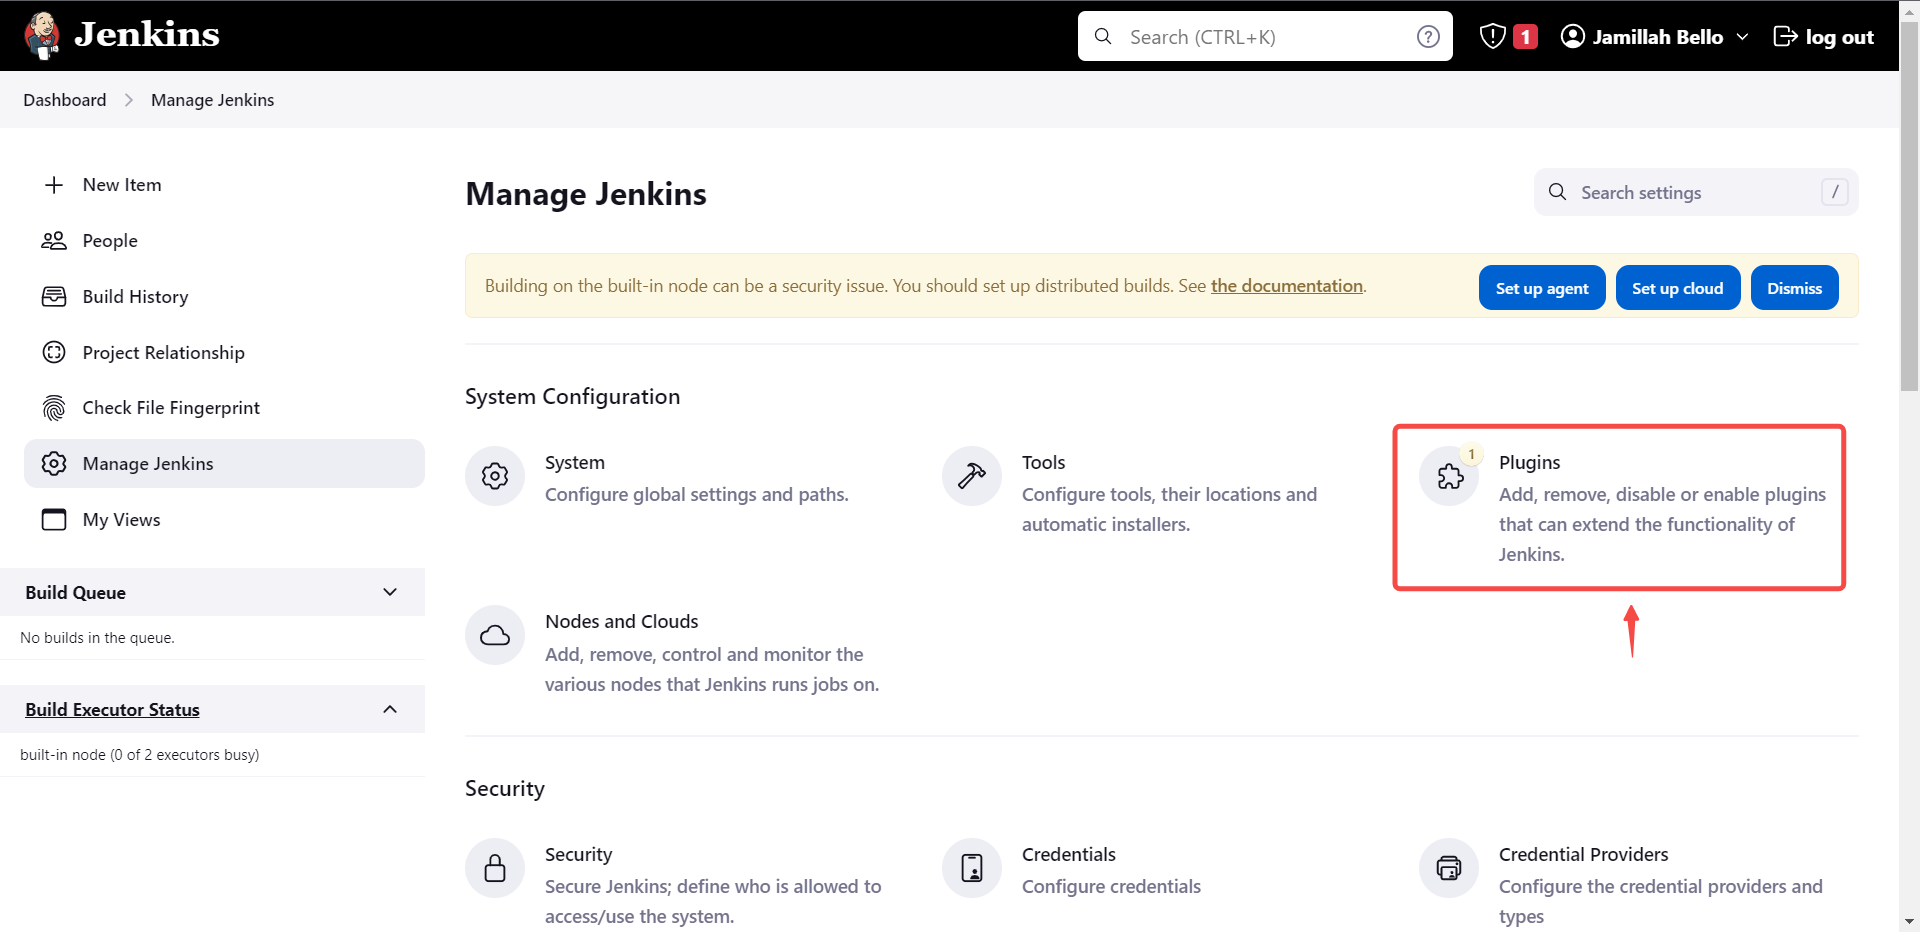 Jenkins
Search (CTRL+K)
?
1
Jamillah Bello
log out
Dashboard
Manage Jenkins
New Item
People
Build History
Project Relationship
Check File Fingerprint
Manage Jenkins
My Views
Build Queue
No builds in the queue.
Build Executor Status
built-in node (0 of 2 executors busy)
Manage Jenkins
Search settings
/
Building on the built-in node can be a security issue. You should set up distributed builds. See the documentation.
Set up agent
Set up cloud
Dismiss
System Configuration
System
Configure global settings and paths.
Tools
Configure tools, their locations and
automatic installers.
1
Plugins
Add, remove, disable or enable plugins
that can extend the functionality of
Jenkins.
Nodes and Clouds
Add, remove, control and monitor the
various nodes that Jenkins runs jobs on.
Security
Security
Secure Jenkins; define who is allowed to
access/use the system.
Credentials
Configure credentials
Credential Providers
Configure the credential providers and
types